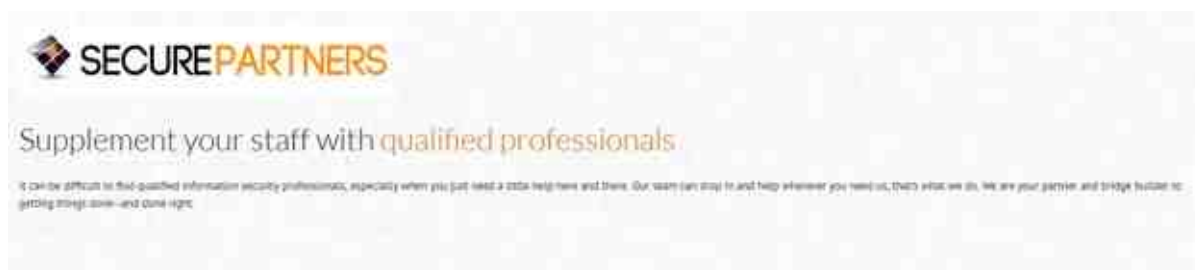 SECUREPARTNERS
Supplement your staff with qualified professionals
It can be difficult to find qualified information security professionals, especially when you just need a little help here and there. Our team can drop in and help wherever you need us, that's what we do. We are your partner and bridge builder to
getting things done--and done right.